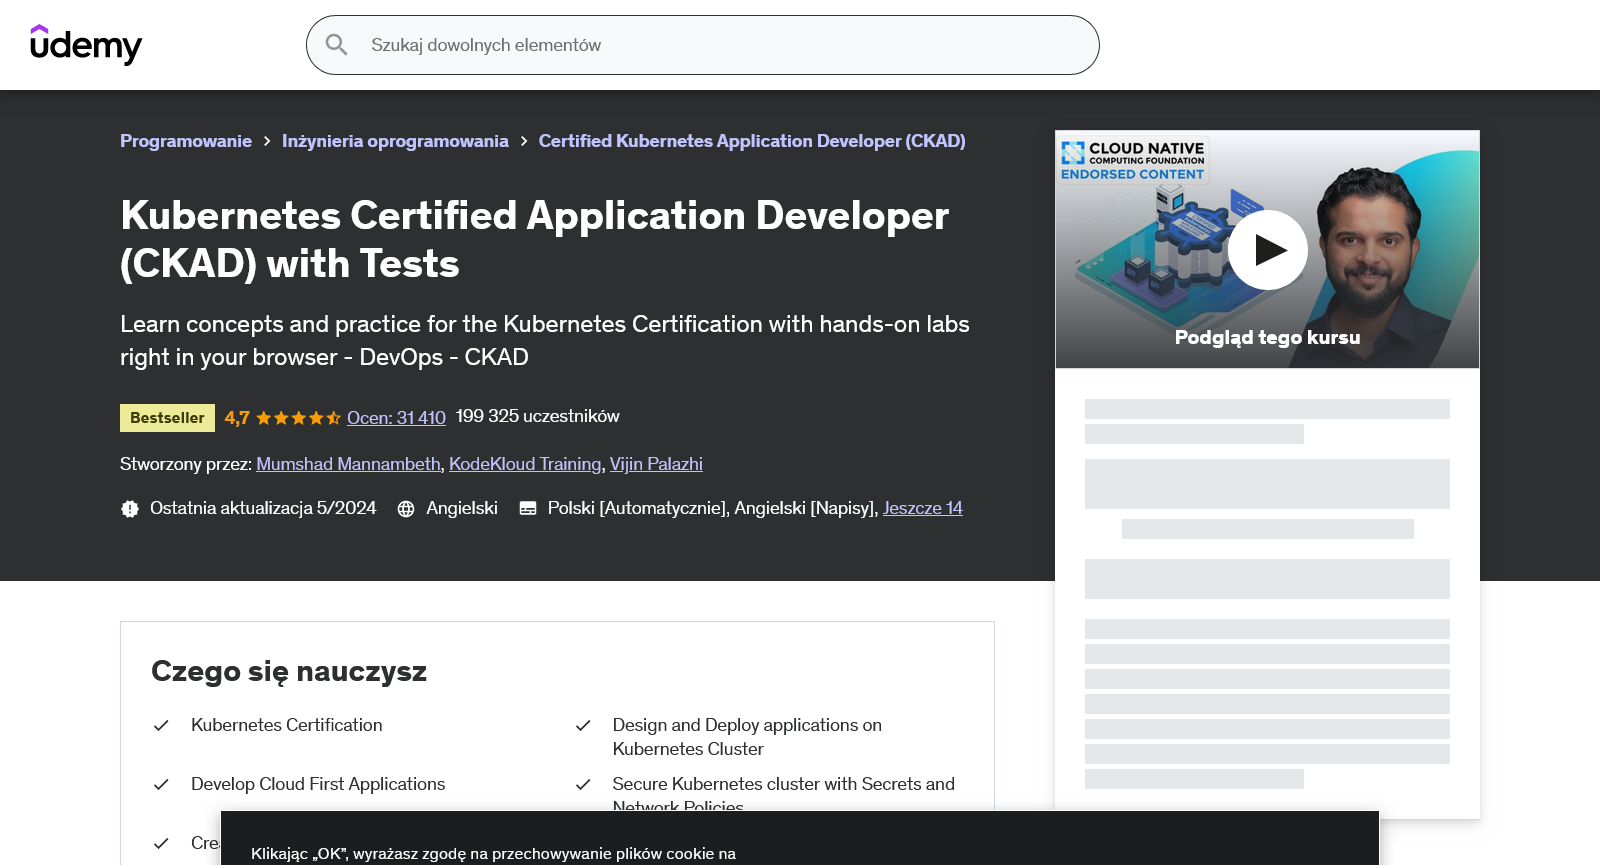 udemy
Szukaj dowolnych elementów
Programowanie
Inżynieria oprogramowania
Certified Kubernetes Application Developer (CKAD)
Kubernetes Certified Application Developer
(CKAD) with Tests
Learn concepts and practice for the Kubernetes Certification with hands-on labs
right in your browser - DevOps - CKAD
Bestseller 4,7 Ocen: 31 410 199 325 uczestników
Stworzony przez: Mumshad Mannambeth, KodeKloud Training, Vijin Palazhi
Ostatnia aktualizacja 5/2024 Angielski Polski [Automatycznie], Angielski [Napisy], Jeszcze 14
CLOUD NATIVE
COMPUTING FOUNDATION
ENDORSED CONTENT
Podgląd tego kursu
Czego się nauczysz
Kubernetes Certification
Design and Deploy applications on
Kubernetes Cluster
Develop Cloud First Applications
Secure Kubernetes cluster with Secrets and
Network Policies
Klikając „OK”, wyrażasz zgodę na przechowywanie plików cookie na